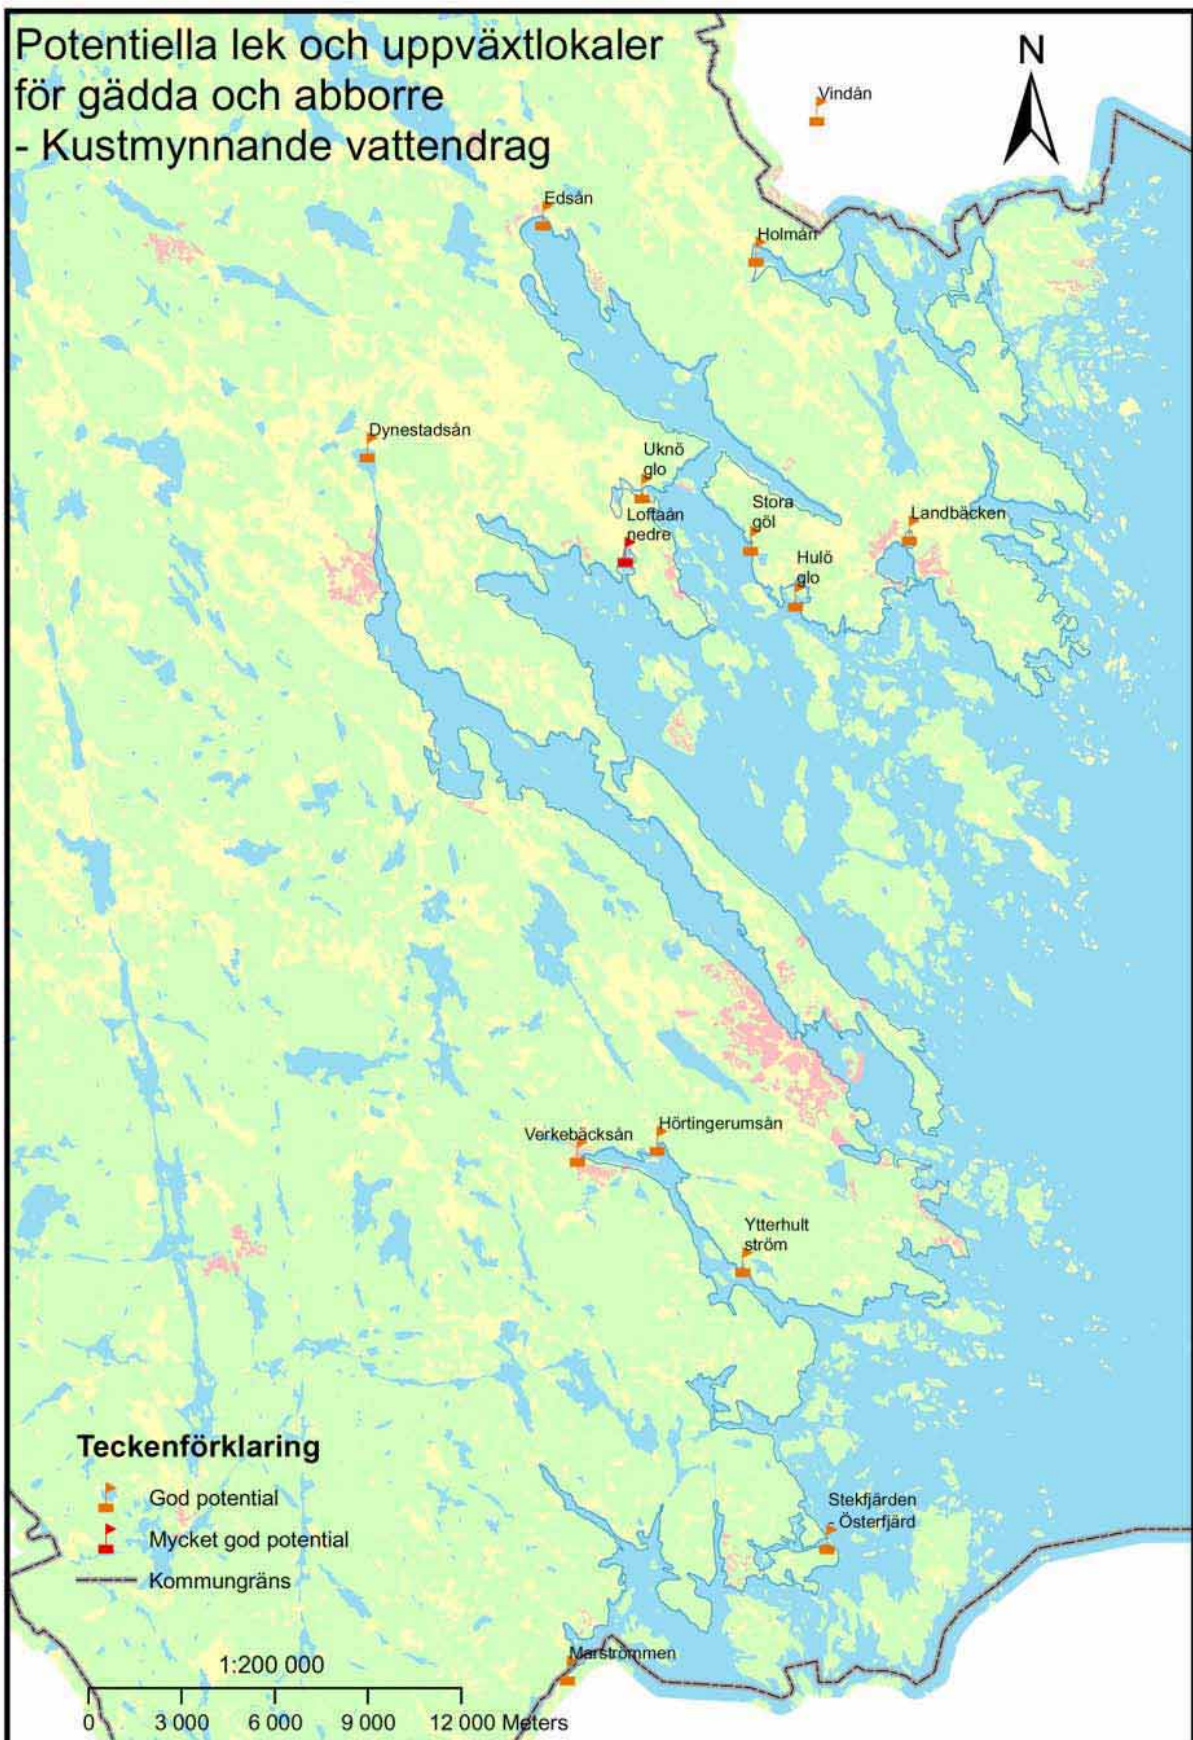 Potentiella lek och uppväxtlokaler
för gädda och abborre
- Kustmynnande vattendrag
N
Vindån
Edsån
Holmån
Dynestadsån
Uknö
glo
Loftaån
nedre
Stora
göl
Landbäcken
Hulö
glo
Verkebäcksån
Hörtingerumsån
Ytterhult
ström
Teckenförklaring
God potential
Mycket god potential
Kommungräns
Stekfjärden
- Österfjärd
Marströmmen
1:200 000
0 3 000 6 000 9 000 12 000 Meters